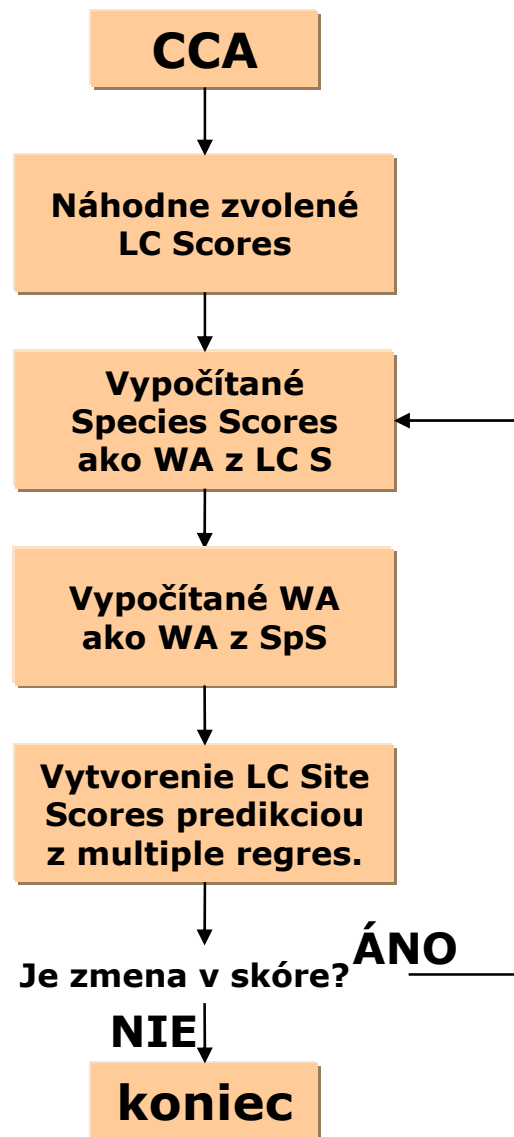 CCA
Náhodne zvolené
LC Scores
Vypočítané
Species Scores
ako WA z LC S
Vypočítané WA
ako WA z SpS
Vytvorenie LC Site
Scores predikciou
z multiple regres.
Je zmena v skóre?
ÁNO
NIE
koniec